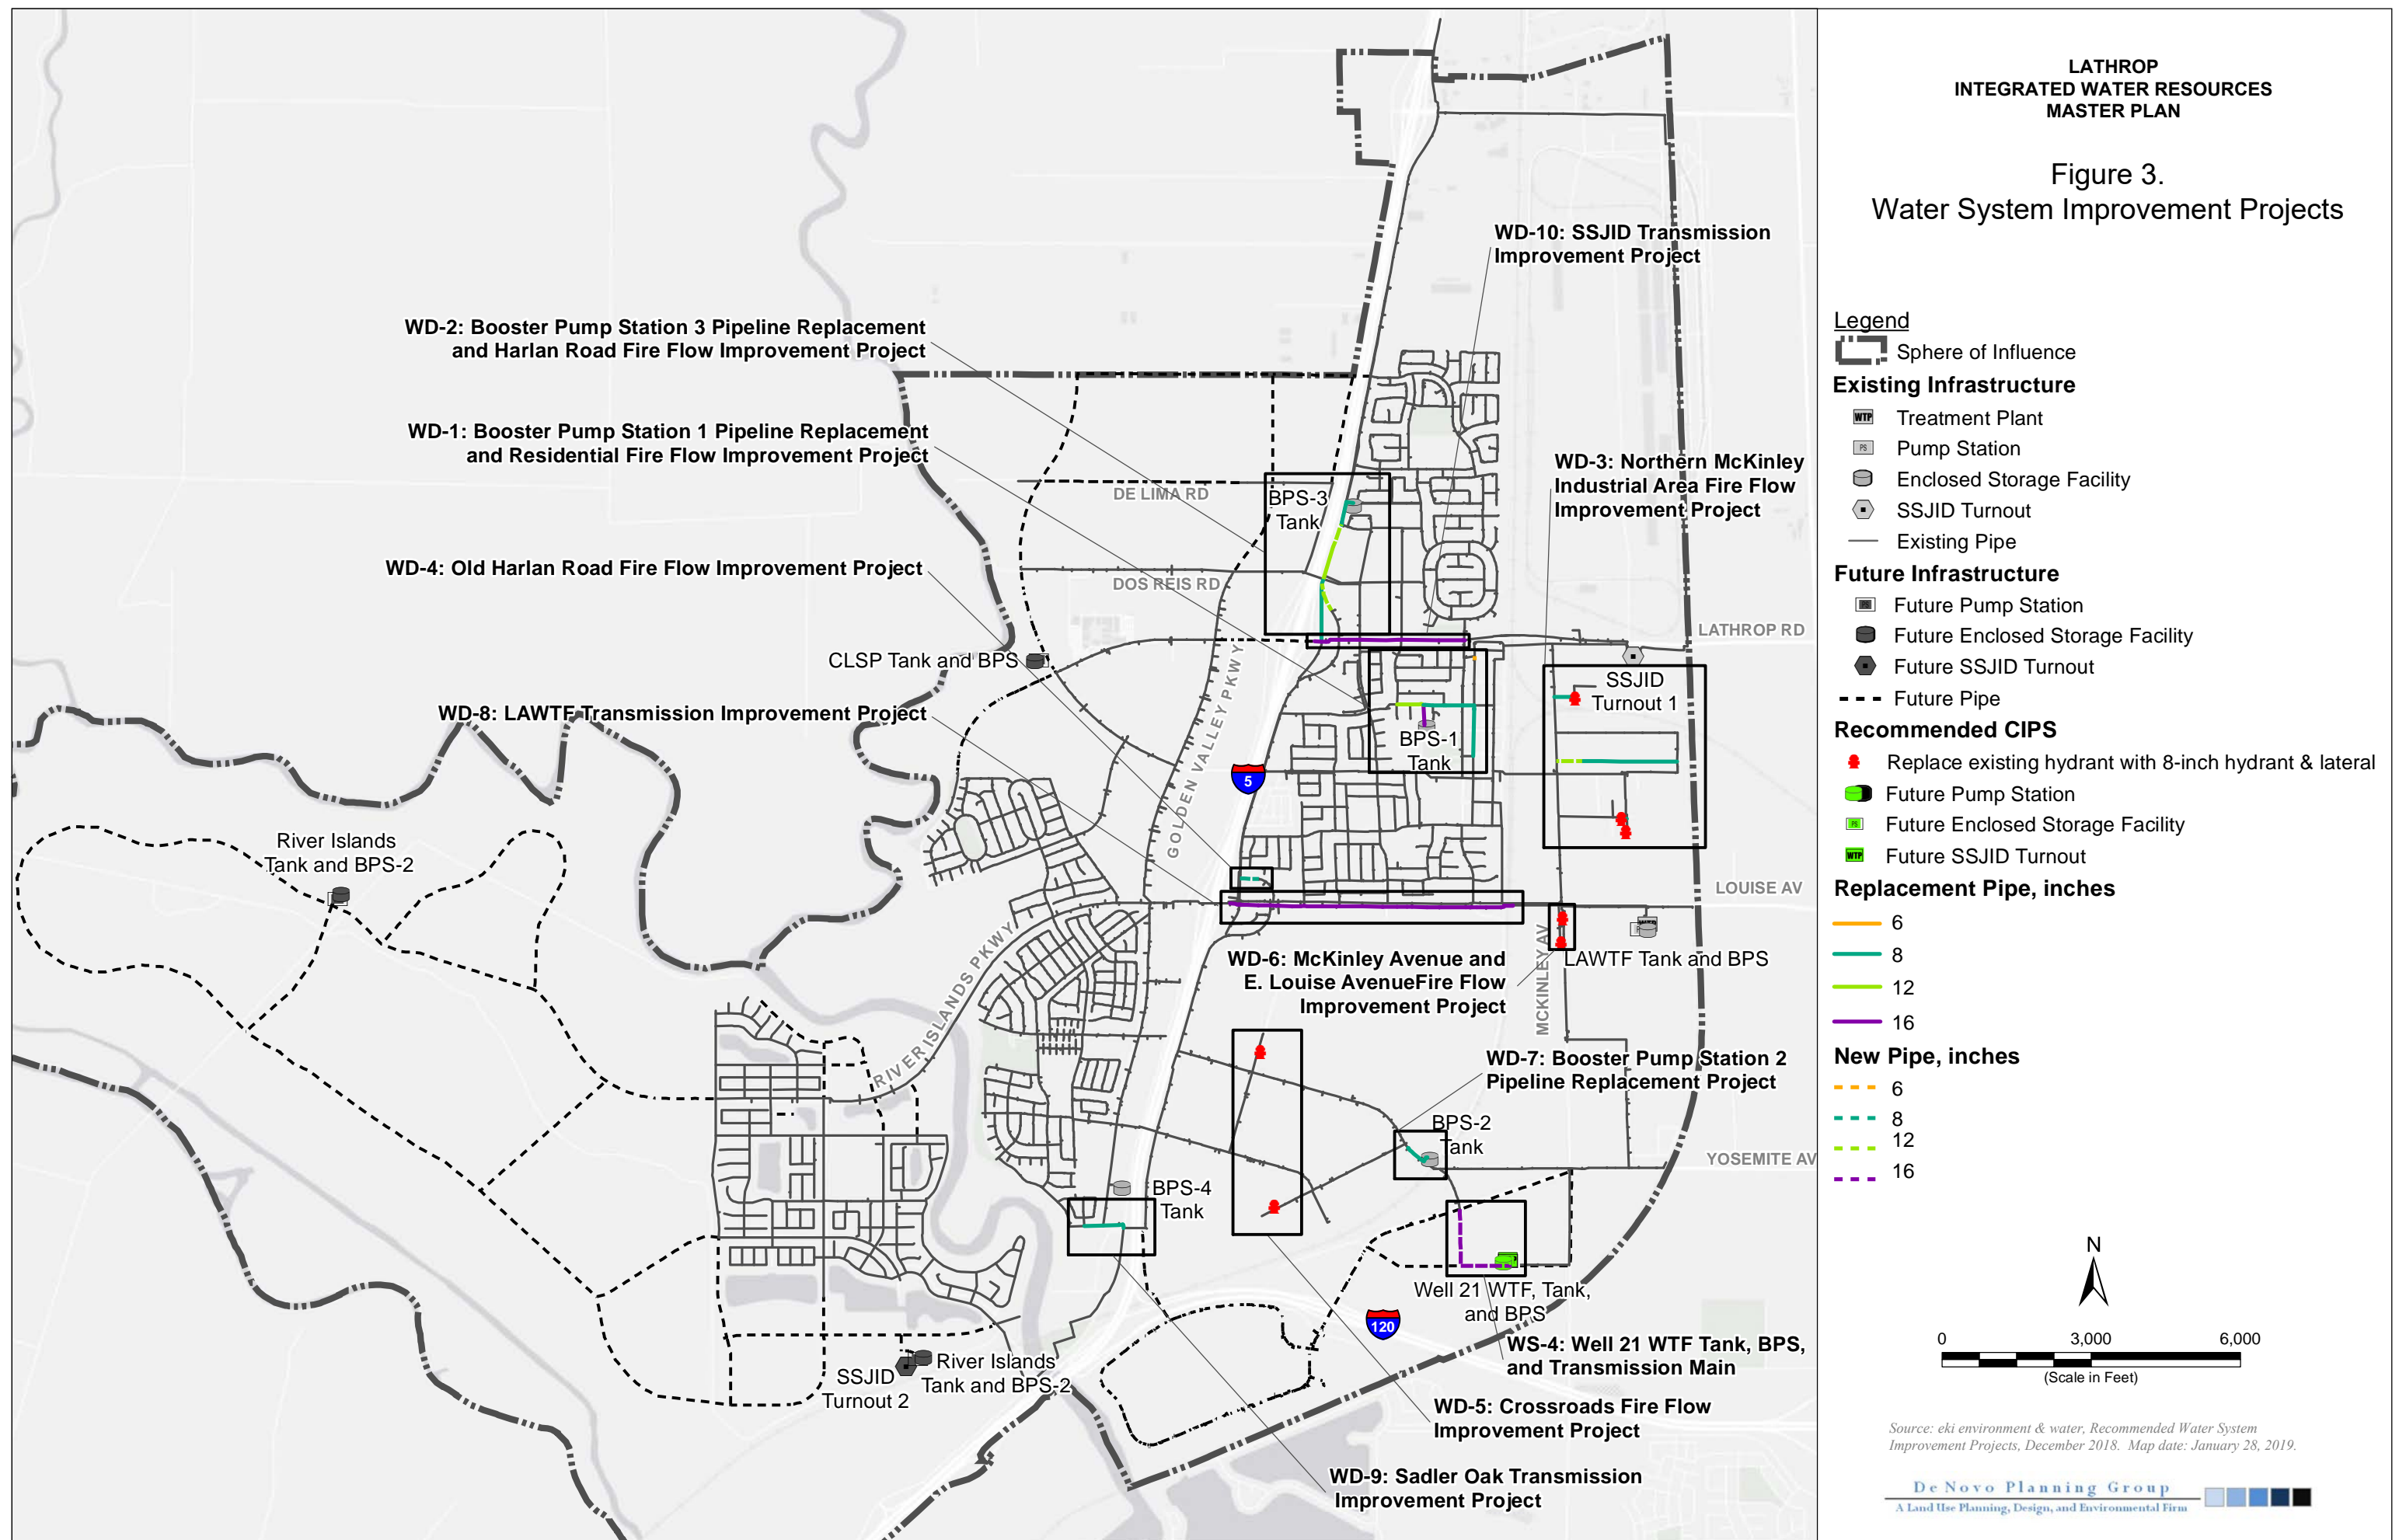 LATHROP
INTEGRATED WATER RESOURCES
MASTER PLAN
Figure 3.
Water System Improvement Projects
Legend
Sphere of Influence
Existing Infrastructure
WTP
Treatment Plant
PS
Pump Station
Enclosed Storage Facility
SSJID Turnout
Existing Pipe
Future Infrastructure
Future Pump Station
Future Enclosed Storage Facility
Future SSJID Turnout
Future Pipe
Recommended CIPS
Replace existing hydrant with 8-inch hydrant & lateral
Future Pump Station
PS
Future Enclosed Storage Facility
WTP
Future SSJID Turnout
Replacement Pipe, inches
6
8
12
16
New Pipe, inches
6
8
12
16
N
0 3,000 6,000
(Scale in Feet)
Source: eki environment & water, Recommended Water System
Improvement Projects, December 2018. Map date: January 28, 2019.
De Novo Planning Group
A Land Use Planning, Design, and Environmental Firm
WD-10: SSJID Transmission
Improvement Project
WD-2: Booster Pump Station 3 Pipeline Replacement
and Harlan Road Fire Flow Improvement Project
WD-1: Booster Pump Station 1 Pipeline Replacement
and Residential Fire Flow Improvement Project
WD-3: Northern McKinley
Industrial Area Fire Flow
Improvement Project
DE LIMA RD
BPS-3
Tank
WD-4: Old Harlan Road Fire Flow Improvement Project
DOS REIS RD
LATHROP RD
CLSP Tank and BPS
SSJID
Turnout 1
WD-8: LAWTF Transmission Improvement Project
GOLDEN VALLEY PKWY
BPS-1
Tank
5
River Islands
Tank and BPS-2
LOUISE AV
RIVER ISLANDS PKWY
MCKINLEY AV
WD-6: McKinley Avenue and
E. Louise AvenueFire Flow
Improvement Project
LAWTF Tank and BPS
WD-7: Booster Pump Station 2
Pipeline Replacement Project
BPS-2
Tank
YOSEMITE AV
BPS-4
Tank
Well 21 WTF, Tank,
and BPS
120
WS-4: Well 21 WTF Tank, BPS,
and Transmission Main
SSJID
Turnout 2
River Islands
Tank and BPS-2
WD-5: Crossroads Fire Flow
Improvement Project
WD-9: Sadler Oak Transmission
Improvement Project